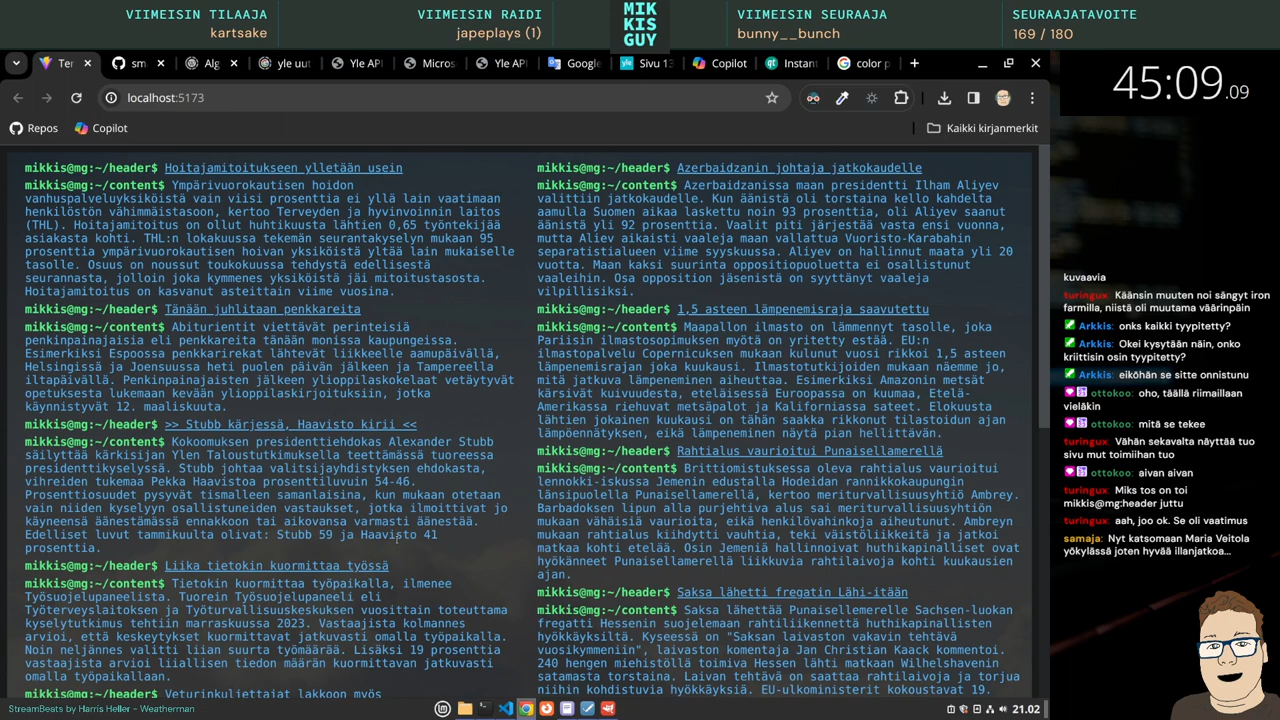 VIIMEISIN TILAAJA
kartsake
VIIMEISIN RAIDI
japeplays (1)
MIK
KIS
GUY
VIIMEISIN SEURAAJA
bunny__bunch
SEURAAJATAVOITE
169 / 180
Ter
sm
Alg
yle uut
Yle API
Micros
Yle API
Google
yle
Sivu 13
Copilot
qt
Instant
color p
localhost:5173
Repos
Copilot
Kaikki kirjanmerkit
45:09.09
mikkis@mg:~/header$ Hoitajamitoitukseen ylletään usein
mikkis@mg:~/content$ Ympärivuorokautisen hoidon
vanhuspalveluyksiköistä vain viisi prosenttia ei yllä lain vaatimaan
henkilöstön vähimmäistasoon, kertoo Terveyden ja hyvinvoinnin laitos
(THL). Hoitajamitoitus on ollut huhtikuusta lähtien 0,65 työntekijää
asiakasta kohti. THL:n lokakuussa tekemän seurantakyselyn mukaan 95
prosenttia ympärivuorokautisen hoivan yksiköistä yltää lain mukaiselle
tasolle. Osuus on noussut toukokuussa tehdystä edellisestä
seurannasta, jolloin joka kymmenes yksiköistä jäi mitoitustasosta.
Hoitajamitoitus on kasvanut asteittain viime vuosina.
mikkis@mg:~/header$ Tänään juhlitaan penkkareita
mikkis@mg:~/content$ Abiturientit viettävät perinteisiä
penkinpainajaisia eli penkkareita tänään monissa kaupungeissa.
Esimerkiksi Espoossa penkkarirekat lähtevät liikkeelle aamupäivällä,
Helsingissä ja Joensuussa heti puolen päivän jälkeen ja Tampereella
iltapäivällä. Penkinpainajaisten jälkeen ylioppilaskokelaat vetäytyvät
opetuksesta lukemaan kevään ylioppilaskirjoituksiin, jotka
käynnistyvät 12. maaliskuuta.
mikkis@mg:~/header$ >> Stubb kärjessä, Haavisto kirii <<
mikkis@mg:~/content$ Kokoomuksen presidenttiehdokas Alexander Stubb
säilyttää kärkisijan Ylen Taloustutkimuksella teettämässä tuoreessa
presidenttikyselyssä. Stubb johtaa valitsijayhdistyksen ehdokasta,
vihreiden tukemaa Pekka Haavistoa prosenttiluvuin 54-46.
Prosenttiosuudet pysyvät tismalleen samanlaisina, kun mukaan otetaan
vain niiden kyselyyn osallistuneiden vastaukset, jotka ilmoittivat jo
käyneensä äänestämässä ennakkoon tai aikovansa varmasti äänestää.
Edelliset luvut tammikuulta olivat: Stubb 59 ja Haavisto 41
prosenttia.
mikkis@mg:~/header$ Liika tietokin kuormittaa työssä
mikkis@mg:~/content$ Tietokin kuormittaa työpaikalla, ilmenee
Työsuojelupaneelista. Tuorein Työsuojelupaneeli eli
Työterveyslaitoksen ja Työturvallisuuskeskuksen vuosittain toteuttama
kyselytutkimus tehtiin marraskuussa 2023. Vastaajista kolmannes
arvioi, että keskeytykset kuormittavat jatkuvasti omalla työpaikalla.
Noin neljännes valitti liian suurta työmäärää. Lisäksi 19 prosenttia
vastaajista arvioi liiallisen tiedon määrän kuormittavan jatkuvasti
omalla työpaikallaan.
mikkis@mg:~/header$ Veturinkuljettajat lakkoon myös
mikkis@mg:~/header$ Azerbaidzanin johtaja jatkokaudelle
mikkis@mg:~/content$ Azerbaidzanissa maan presidentti Ilham Aliyev
valittiin jatkokaudelle. Kun äänistä oli torstaina kello kahdelta
aamulla Suomen aikaa laskettu noin 93 prosenttia, oli Aliyev saanut
äänistä yli 92 prosenttia. Vaalit piti järjestää vasta ensi vuonna,
mutta Aliev aikaisti vaaleja maan vallattua Vuoristo-Karabahin
separatistialueen viime syyskuussa. Aliyev on hallinnut maata yli 20
vuotta. Maan kaksi suurinta oppositiopuoluetta ei osallistunut
vaaleihin. Osa opposition jäsenistä on syyttänyt vaaleja
vilpillisiksi.
mikkis@mg:~/header$ 1,5 asteen lämpenemisraja saavutettu
mikkis@mg:~/content$ Maapallon ilmasto on lämmennyt tasolle, joka
Pariisin ilmastosopimuksen myötä on yritetty estää. EU:n
ilmastopalvelu Copernicuksen mukaan kulunut vuosi rikkoi 1,5 asteen
lämpenemisrajan joka kuukausi. Ilmastotutkijoiden mukaan näemme jo,
mitä jatkuva lämpeneminen aiheuttaa. Esimerkiksi Amazonin metsät
kärsivät kuivuudesta, eteläisessä Euroopassa on kuumaa, Etelä-
Amerikassa riehuvat metsäpalot ja Kaliforniassa sateet. Elokuusta
lähtien jokainen kuukausi on tähän saakka rikkonut tilastoidun ajan
lämpöennätyksen, eikä lämpeneminen näytä pian hellittävän.
mikkis@mg:~/header$ Rahtialus vaurioitui Punaisellamerellä
mikkis@mg:~/content$ Brittiomistuksessa oleva rahtialus vaurioitui
lennokki-iskussa Jemenin edustalla Hodeidan rannikkokaupungin
länsipuolella Punaisellamerellä, kertoo meriturvallisuusyhtiö Ambrey.
Barbadoksen lipun alla purjehtiva alus sai meriturvallisuusyhtiön
mukaan vähäisiä vaurioita, eikä henkilövahinkoja aiheutunut. Ambreyn
mukaan rahtialus kiihdytti vauhtia, teki väistöliikkeitä ja jatkoi
matkaa kohti etelää. Osin Jemeniä hallinnoivat huthikapinalliset ovat
hyökänneet Punaisellamerellä liikkuvia rahtilaivoja kohti kuukausien
ajan.
mikkis@mg:~/header$ Saksa lähetti fregatin Lähi-itään
mikkis@mg:~/content$ Saksa lähettää Punaisellemerelle Sachsen-luokan
fregatti Hessenin suojelemaan rahtiliikennettä huthikapinallisten
hyökkäyksiltä. Kyseessä on "Saksan laivaston vakavin tehtävä
vuosikymmeniin", laivaston komentaja Jan Christian Kaack kommentoi.
240 hengen miehistöllä toimiva Hessen lähti matkaan Wilhelshavenin
satamasta torstaina. Laivan tehtävä on saattaa rahtilaivoja ja torjua
niihin kohdistuvia hyökkäyksiä. EU-ulkoministerit kokoustavat 19.
kuvaavia
turingux: Käänsin muuten noi sängyt iron
farmilla, niistä oli muutama väärinpäin
Arkkis: onks kaikki tyypitetty?
Arkkis: Okei kysytään näin, onko
kriittisin osin tyypitetty?
Arkkis: eiköhän se sitte onnistunu
ottokoo: oho, täällä riimaillaan
vieläkin
ottokoo: mitä se tekee
turingux: Vähän sekavalta näyttää tuo
sivu mut toimiihan tuo
ottokoo: aivan aivan
turingux: Miks tos on toi
mikkis@mg:header juttu
turingux: aah, joo ok. Se oli vaatimus
samaja: Nyt katsomaan Maria Veitola
yökylässä joten hyvää illanjatkoa...
StreamBeats by Harris Heller - Weatherman
21.02